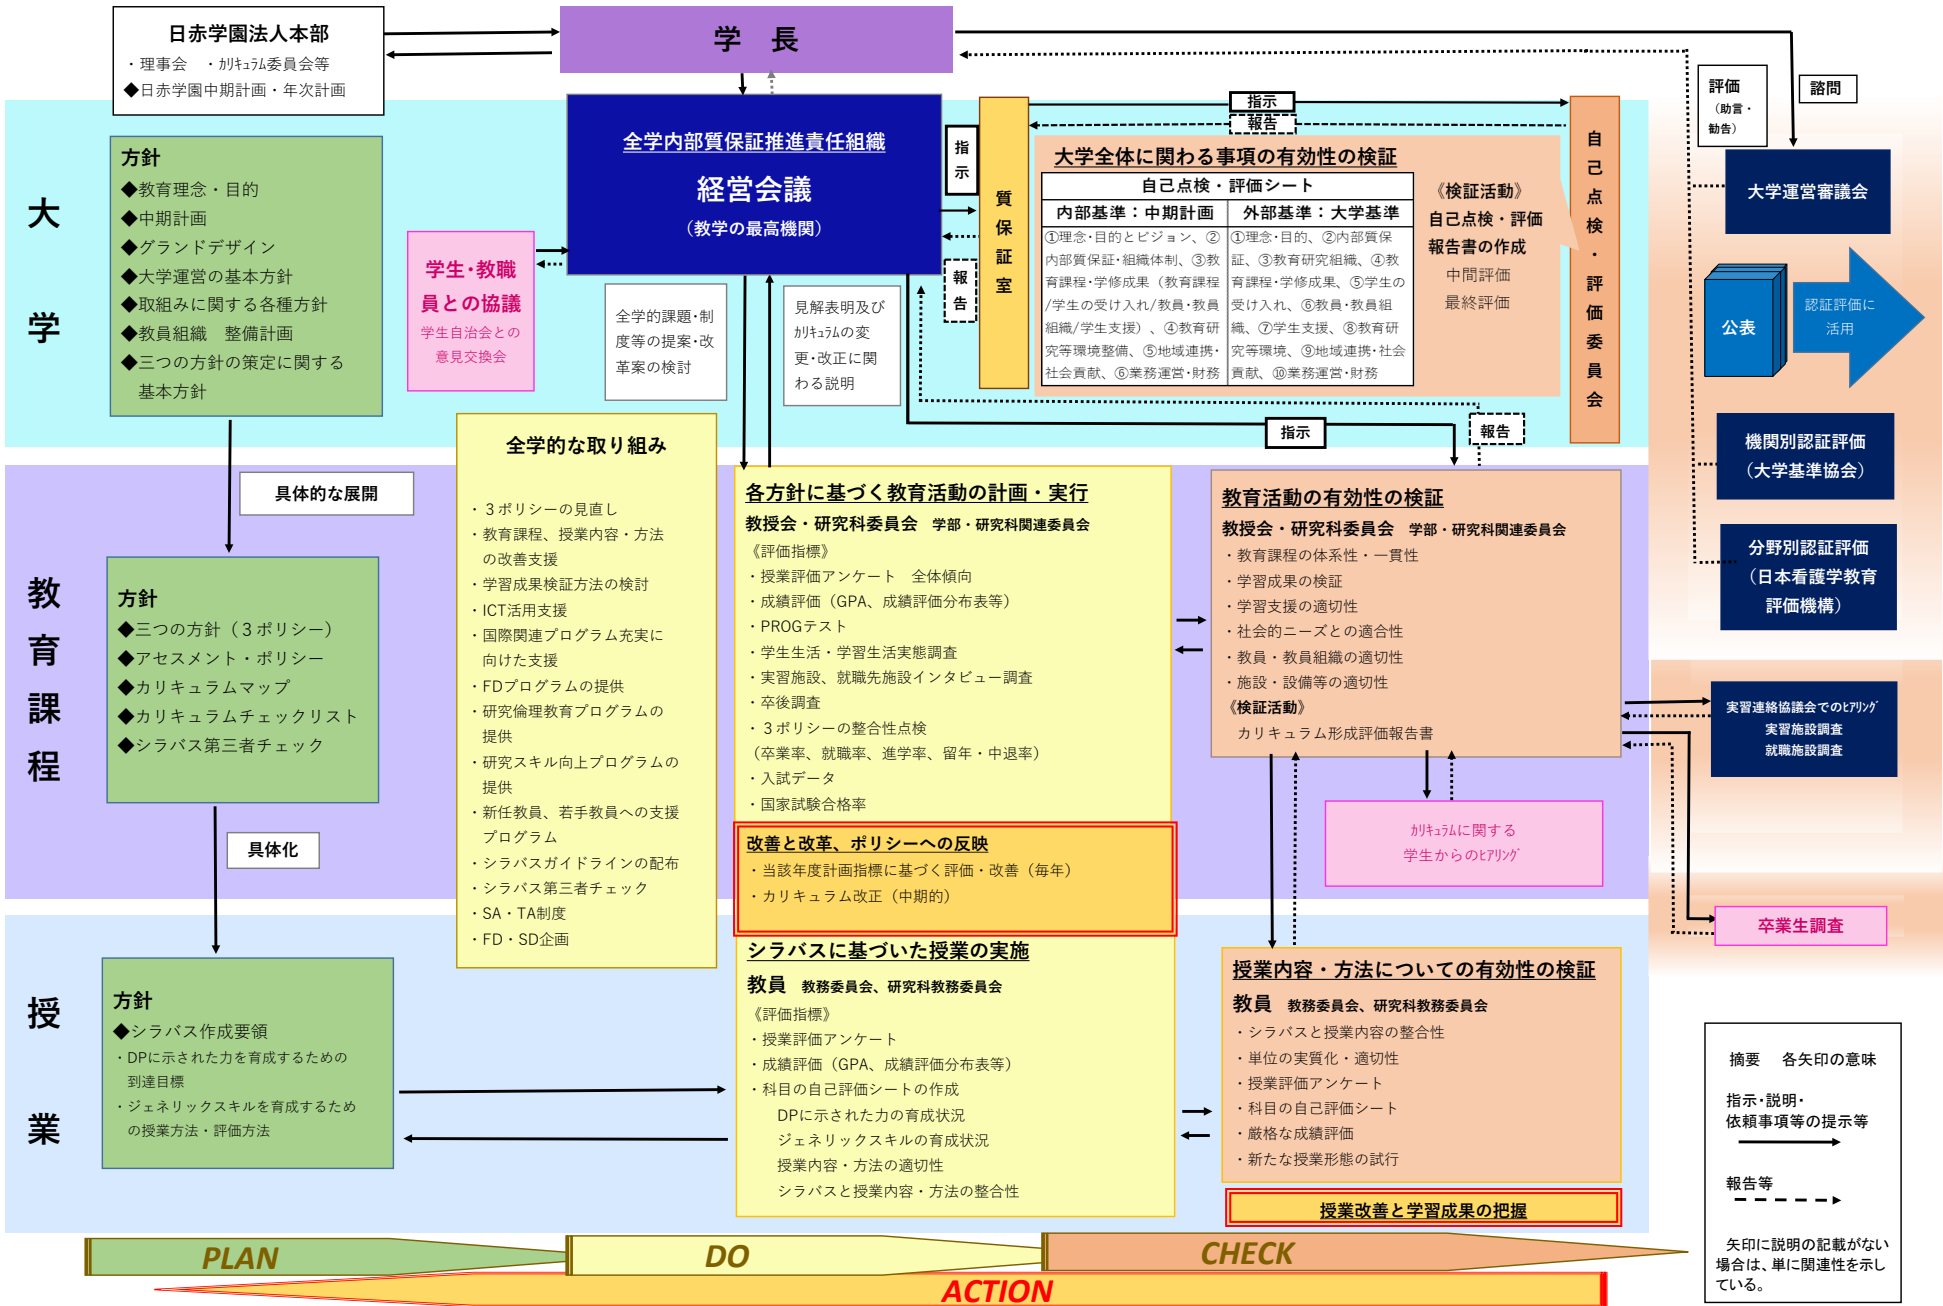 日赤学園法人本部
・理事会　・ｶﾘｷｭﾗﾑ委員会等
◆日赤学園中期計画・年次計画
学　長
評価
（助言・
勧告）
諮問
大
学
方針
◆教育理念・目的
◆中期計画
◆グランドデザイン
◆大学運営の基本方針
◆取組みに関する各種方針
◆教員組織　整備計画
◆三つの方針の策定に関する
基本方針
学生・教職
員との協議
学生自治会との
意見交換会
全学内部質保証推進責任組織
経営会議
（教学の最高機関）
指
示
報
告
全学的課題・制
度等の提案・改
革案の検討
見解表明及び
ｶﾘｷｭﾗﾑの変
更・改正に関
わる説明
質
保
証
室
指示
報告
大学全体に関わる事項の有効性の検証
自己点検・評価シート
内部基準：中期計画
①理念・目的とビジョン、②
内部質保証・組織体制、③教
育課程・学修成果（教育課程
/学生の受け入れ/教員・教員
組織/学生支援）、④教育研
究等環境整備、⑤地域連携・
社会貢献、⑥業務運営・財務
外部基準：大学基準
①理念・目的、②内部質保
証、③教育研究組織、④教
育課程・学修成果、⑤学生の
受け入れ、⑥教員・教員組
織、⑦学生支援、⑧教育研
究等環境、⑨地域連携・社会
貢献、⑩業務運営・財務
《検証活動》
自己点検・評価
報告書の作成
中間評価
最終評価
自
己
点
検
・
評
価
委
員
会
指示
報告
大学運営審議会
公表
認証評価に
活用
機関別認証評価
（大学基準協会）
分野別認証評価
（日本看護学教育
評価機構）
具体的な展開
教
育
課
程
方針
◆三つの方針（３ポリシー）
◆アセスメント・ポリシー
◆カリキュラムマップ
◆カリキュラムチェックリスト
◆シラバス第三者チェック
具体化
全学的な取り組み
・３ポリシーの見直し
・教育課程、授業内容・方法
の改善支援
・学習成果検証方法の検討
・ICT活用支援
・国際関連プログラム充実に
向けた支援
・FDプログラムの提供
・研究倫理教育プログラムの
提供
・研究スキル向上プログラムの
提供
・新任教員、若手教員への支援
プログラム
・シラバスガイドラインの配布
・シラバス第三者チェック
・SA・TA制度
・FD・SD企画
各方針に基づく教育活動の計画・実行
教授会・研究科委員会　学部・研究科関連委員会
《評価指標》
・授業評価アンケート　全体傾向
・成績評価（GPA、成績評価分布表等）
・PROGテスト
・学生生活・学習生活実態調査
・実習施設、就職先施設インタビュー調査
・卒後調査
・３ポリシーの整合性点検
（卒業率、就職率、進学率、留年・中退率）
・入試データ
・国家試験合格率
改善と改革、ポリシーへの反映
・当該年度計画指標に基づく評価・改善（毎年）
・カリキュラム改正（中期的）
教育活動の有効性の検証
教授会・研究科委員会　学部・研究科関連委員会
・教育課程の体系性・一貫性
・学習成果の検証
・学習支援の適切性
・社会的ニーズとの適合性
・教員・教員組織の適切性
・施設・設備等の適切性
《検証活動》
カリキュラム形成評価報告書
ｶﾘｷｭﾗﾑに関する
学生からのﾋｱﾘﾝｸﾞ
実習連絡協議会でのﾋｱﾘﾝｸﾞ
実習施設調査
就職施設調査
卒業生調査
授
業
方針
◆シラバス作成要領
・DPに示された力を育成するための
到達目標
・ジェネリックスキルを育成するため
の授業方法・評価方法
シラバスに基づいた授業の実施
教員　教務委員会、研究科教務委員会
《評価指標》
・授業評価アンケート
・成績評価（GPA、成績評価分布表等）
・科目の自己評価シートの作成
DPに示された力の育成状況
ジェネリックスキルの育成状況
授業内容・方法の適切性
シラバスと授業内容・方法の整合性
授業内容・方法についての有効性の検証
教員　教務委員会、研究科教務委員会
・シラバスと授業内容の整合性
・単位の実質化・適切性
・授業評価アンケート
・科目の自己評価シート
・厳格な成績評価
・新たな授業形態の試行
授業改善と学習成果の把握
摘要　各矢印の意味
指示・説明・
依頼事項等の提示等
報告等
矢印に説明の記載がない
場合は、単に関連性を示し
ている。
PLAN
DO
CHECK
ACTION